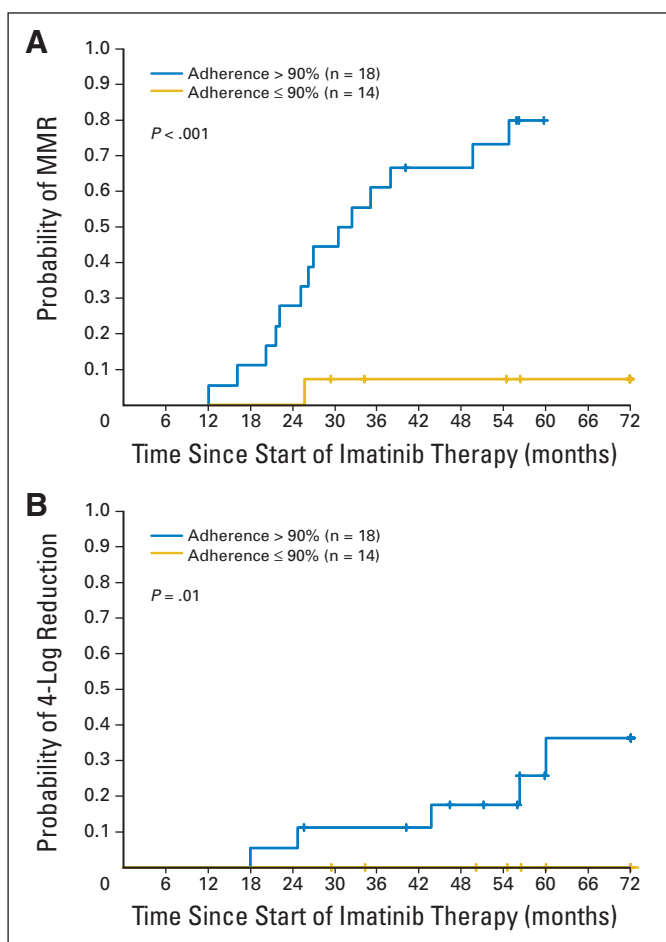 A
1.0
0.9
0.8
0.7
0.6
0.5
0.4
0.3
0.2
0.1
0
Probability of MMR
Adherence > 90% (n = 18)
Adherence ≤ 90% (n = 14)
P < .001
6 12 18 24 30 36 42 48 54 60 66 72
Time Since Start of Imatinib Therapy (months)
B
1.0
0.9
0.8
0.7
0.6
0.5
0.4
0.3
0.2
0.1
0
Probability of 4-Log Reduction
Adherence > 90% (n = 18)
Adherence ≤ 90% (n = 14)
P = .01
6 12 18 24 30 36 42 48 54 60 66 72
Time Since Start of Imatinib Therapy (months)